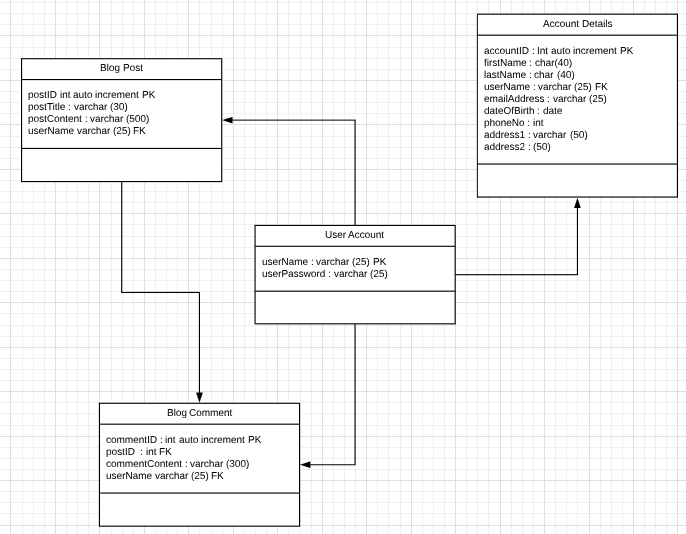 Account Details
accountID : Int auto increment PK
firstName : char(40)
lastName : char (40)
userName : varchar (25) FK
emailAddress : varchar (25)
dateOfBirth : date
phoneNo : int
address1 : varchar (50)
address2 : (50)
Blog Post
postID int auto increment PK
postTitle : varchar (30)
postContent : varchar (500)
userName varchar (25) FK
User Account
userName : varchar (25) PK
userPassword : varchar (25)
Blog Comment
commentID : int auto increment PK
postID : int FK
commentContent : varchar (300)
userName varchar (25) FK